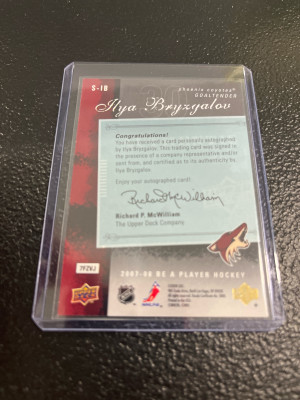 S-IB
phoenix coyotes®
GOALTENDER
Ilya Bryzgalov
Congratulations!
You have received a card personally autographed
by Ilya Bryzgalov. This trading card was signed in
the presence of a company representative and/or
sent from, and certified as to its authenticity by
Ilya Bryzgalov.
Enjoy your autographed card!
Richard P. McWilliam
Richard P. McWilliam
The Upper Deck Company
2007-08 BE A PLAYER HOCKEY